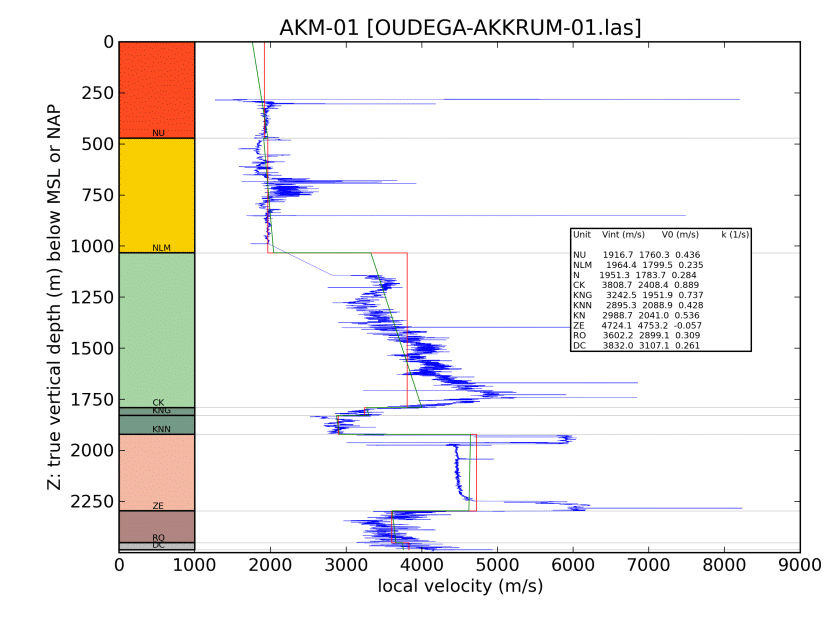 AKM-01 [OUDEGA-AKKRUM-01.las]
Z: true vertical depth (m) below MSL or NAP
0
250
500
750
1000
1250
1500
1750
2000
2250
NU
NLM
CK
KNG
KNN
ZE
RO
DC
Unit Vint (m/s) V0 (m/s) k (1/s)
NU 1916.7 1760.3 0.436
NLM 1964.4 1799.5 0.235
N 1951.3 1783.7 0.284
CK 3808.7 2408.4 0.889
KNG 3242.5 1951.9 0.737
KNN 2895.3 2088.9 0.428
KN 2988.7 2041.0 0.536
ZE 4724.1 4753.2 -0.057
RO 3602.2 2899.1 0.309
DC 3832.0 3107.1 0.261
0 1000 2000 3000 4000 5000 6000 7000 8000 9000
local velocity (m/s)